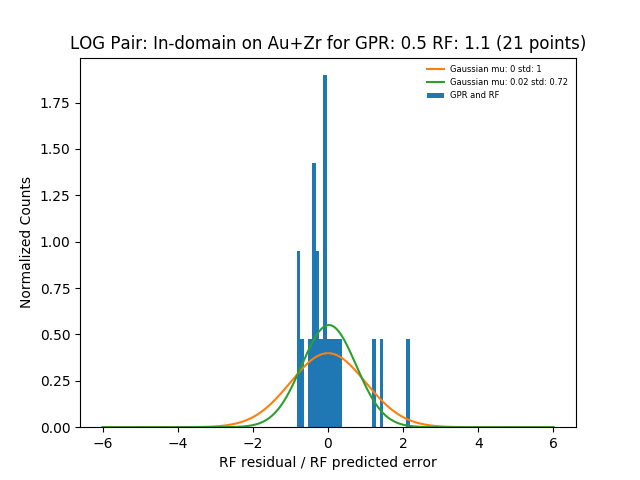 LOG Pair: In-domain on Au+Zr for GPR: 0.5 RF: 1.1 (21 points)
Gaussian mu: 0 std: 1
Gaussian mu: 0.02 std: 0.72
GPR and RF
Normalized Counts
1.75
1.50
1.25
1.00
0.75
0.50
0.25
0.00
−6 −4 −2 0 2 4 6
RF residual / RF predicted error